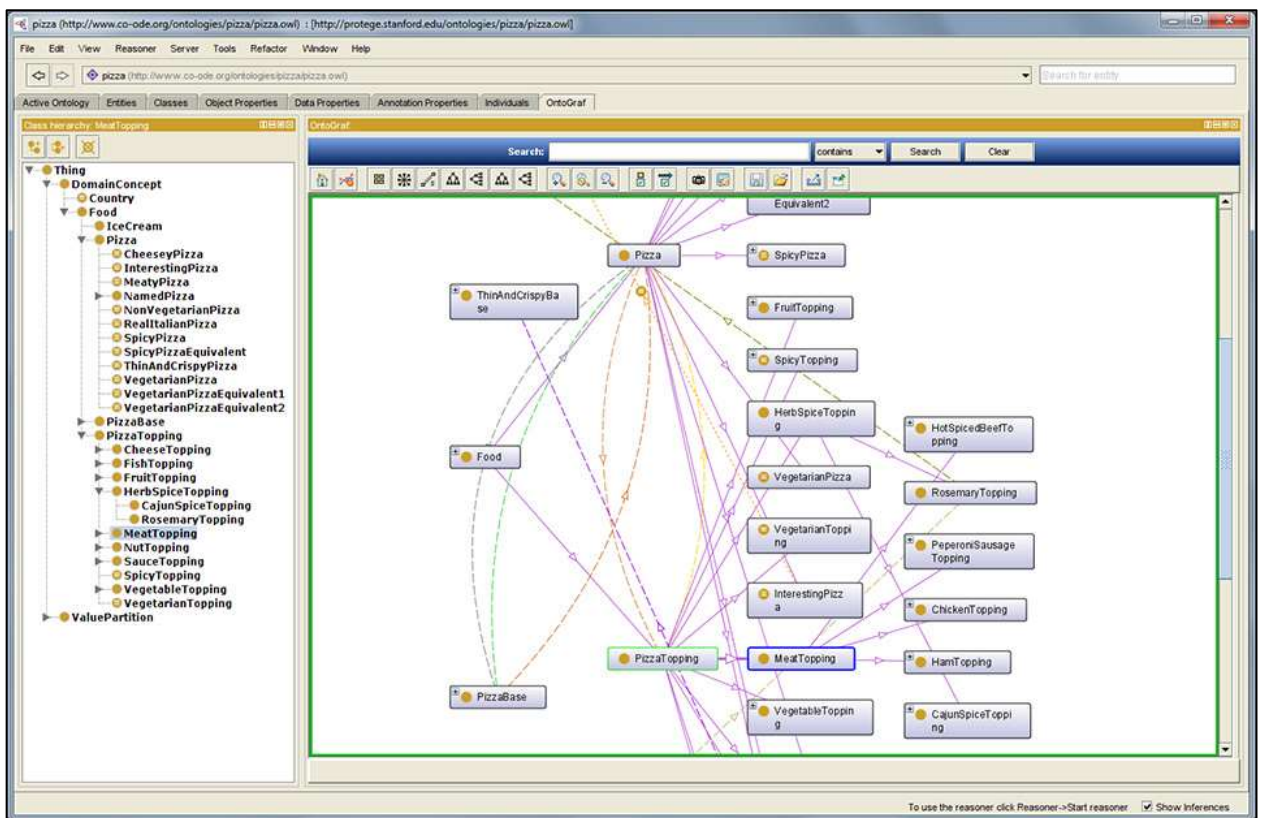 pizza (http://www.co-ode.org/ontologies/pizza/pizza.owl) : [http://protege.stanford.edu/ontologies/pizza/pizza.owl]
File Edit View Reasoner Server Tools Refactor Window Help
pizza (http://www.co-ode.org/ontologies/pizza/pizza.owl)
Search for entity
Active Ontology Entities Classes Object Properties Data Properties Annotation Properties Individuals OntoGraf
Class hierarchy: MeatTopping
Thing
DomainConcept
Country
Food
IceCream
Pizza
CheeseyPizza
InterestingPizza
MeatyPizza
NamedPizza
NonVegetarianPizza
RealItalianPizza
SpicyPizza
SpicyPizzaEquivalent
ThinAndCrispyPizza
VegetarianPizza
VegetarianPizzaEquivalent1
VegetarianPizzaEquivalent2
PizzaBase
PizzaTopping
CheeseTopping
FishTopping
FruitTopping
HerbSpiceTopping
CajunSpiceTopping
RosemaryTopping
MeatTopping
NutTopping
SauceTopping
SpicyTopping
VegetableTopping
VegetarianTopping
ValuePartition
OntoGraf
Search: contains Search Clear
Equivalent2
Pizza
SpicyPizza
ThinAndCrispyBa
se
FruitTopping
SpicyTopping
HerbSpiceToppin
g
HotSpicedBeefTo
pping
Food
VegetarianPizza
RosemaryTopping
VegetarianToppi
ng
PeperoniSausage
Topping
InterestingPizz
a
ChickenTopping
PizzaTopping
MeatTopping
HamTopping
PizzaBase
VegetableToppin
g
CajunSpiceToppi
ng
To use the reasoner click Reasoner->Start reasoner Show Inferences